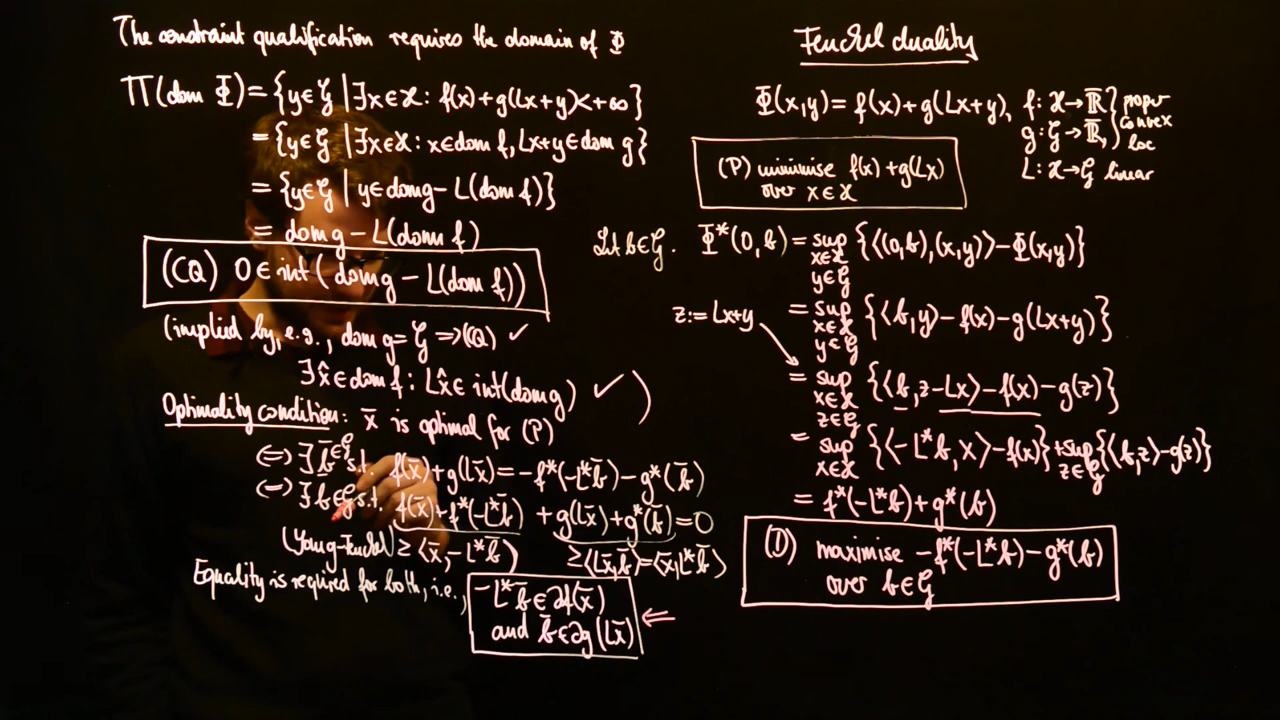 The constraint qualification requires the domain of Φ
Π(dom Φ) = {y∈𝒢 | ∃x∈𝓗: f(x)+g(Lx+y)<+∞}
= {y∈𝒢 | ∃x∈𝓗: x∈dom f, Lx+y∈dom g}
= {y∈𝒢 | y∈dom g − L(dom f)}
= dom g − L(dom f)
(CQ) 0∈int(dom g − L(dom f))
(implied by, e.g., dom g = 𝒢 ⇒ (CQ) ✓
∃x̂∈dom f: Lx̂∈int(dom g) ✓ )
Optimality condition: x̄ is optimal for (P)
⇔ ∃b̄∈𝒢 s.t. f(x̄)+g(Lx̄) = −f*(−L*b̄)−g*(b̄)
⇔ ∃b̄∈𝒢 s.t. f(x̄)+f*(−L*b̄) + g(Lx̄)+g*(b̄) = 0
(Young-Fenchel) ≥ ⟨x̄, −L*b̄⟩ ≥ ⟨Lx̄, b̄⟩ = ⟨x̄, L*b̄⟩
Equality is required for both, i.e.,
−L*b̄∈∂f(x̄)
and b̄∈∂g(Lx̄) ⇐
Fenchel duality
Φ(x,y) = f(x)+g(Lx+y), f: 𝓗→ℝ̄ } proper
g: 𝒢→ℝ̄, } convex
lsc
L: 𝓗→𝒢 linear
(P) minimise f(x)+g(Lx)
over x∈𝓗
Let b∈𝒢. Φ*(0,b) = sup {⟨(0,b),(x,y)⟩−Φ(x,y)}
x∈𝓗
y∈𝒢
z:=Lx+y = sup {⟨b,y⟩−f(x)−g(Lx+y)}
x∈𝓗
y∈𝒢
= sup {⟨b,z−Lx⟩−f(x)−g(z)}
x∈𝓗
z∈𝒢
= sup {⟨−L*b,x⟩−f(x)} + sup {⟨b,z⟩−g(z)}
x∈𝓗 z∈𝒢
= f*(−L*b)+g*(b)
(D) maximise −f*(−L*b)−g*(b)
over b∈𝒢